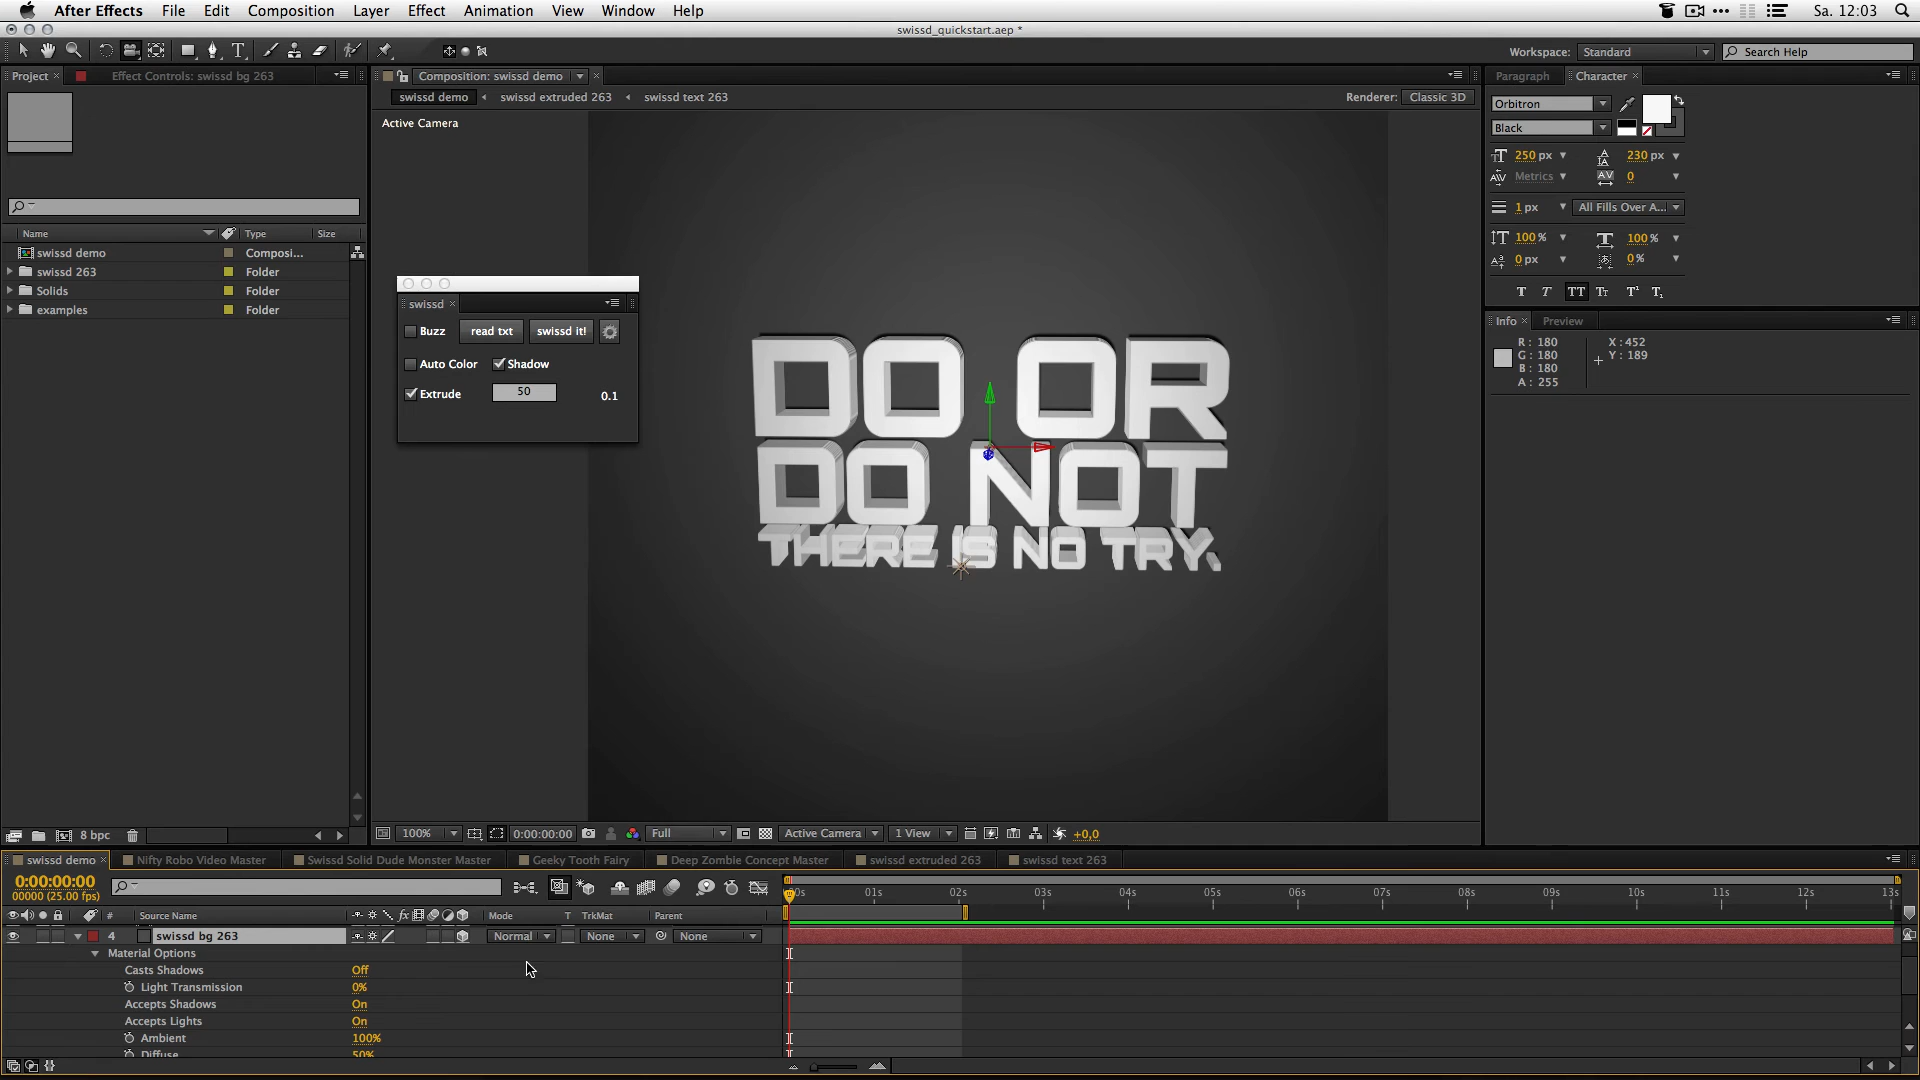 After Effects File Edit Composition Layer Effect Animation View Window Help
Sa. 12:03
swissd_quickstart.aep *
Workspace: Standard
Search Help
Project
Effect Controls: swissd bg 263
Composition: swissd demo
Paragraph
Character
swissd demo
swissd extruded 263
swissd text 263
Renderer: Classic 3D
Active Camera
Orbitron
Black
250 px
230 px
Metrics
0
1 px
All Fills Over A...
100 %
100 %
0 px
0 %
Name Type Size
swissd demo Composi...
swissd 263 Folder
Solids Folder
examples Folder
swissd
Buzz
read txt
swissd it!
Auto Color
Shadow
Extrude
50
0.1
DO OR
DO NOT
THERE IS NO TRY.
Info
Preview
R: 180
G: 180
B: 180
A: 255
X: 452
Y: 189
8 bpc
100%
0:00:00:00
Full
Active Camera
1 View
+0,0
swissd demo
Nifty Robo Video Master
Swissd Solid Dude Monster Master
Geeky Tooth Fairy
Deep Zombie Concept Master
swissd extruded 263
swissd text 263
0:00:00:00
00000 (25.00 fps)
00s 01s 02s 03s 04s 05s 06s 07s 08s 09s 10s 11s 12s 13s
# Source Name
fx
Mode
T TrkMat
Parent
4 swissd bg 263
Normal
None
None
Material Options
Casts Shadows Off
Light Transmission 0%
Accepts Shadows On
Accepts Lights On
Ambient 100%
Diffuse 50%